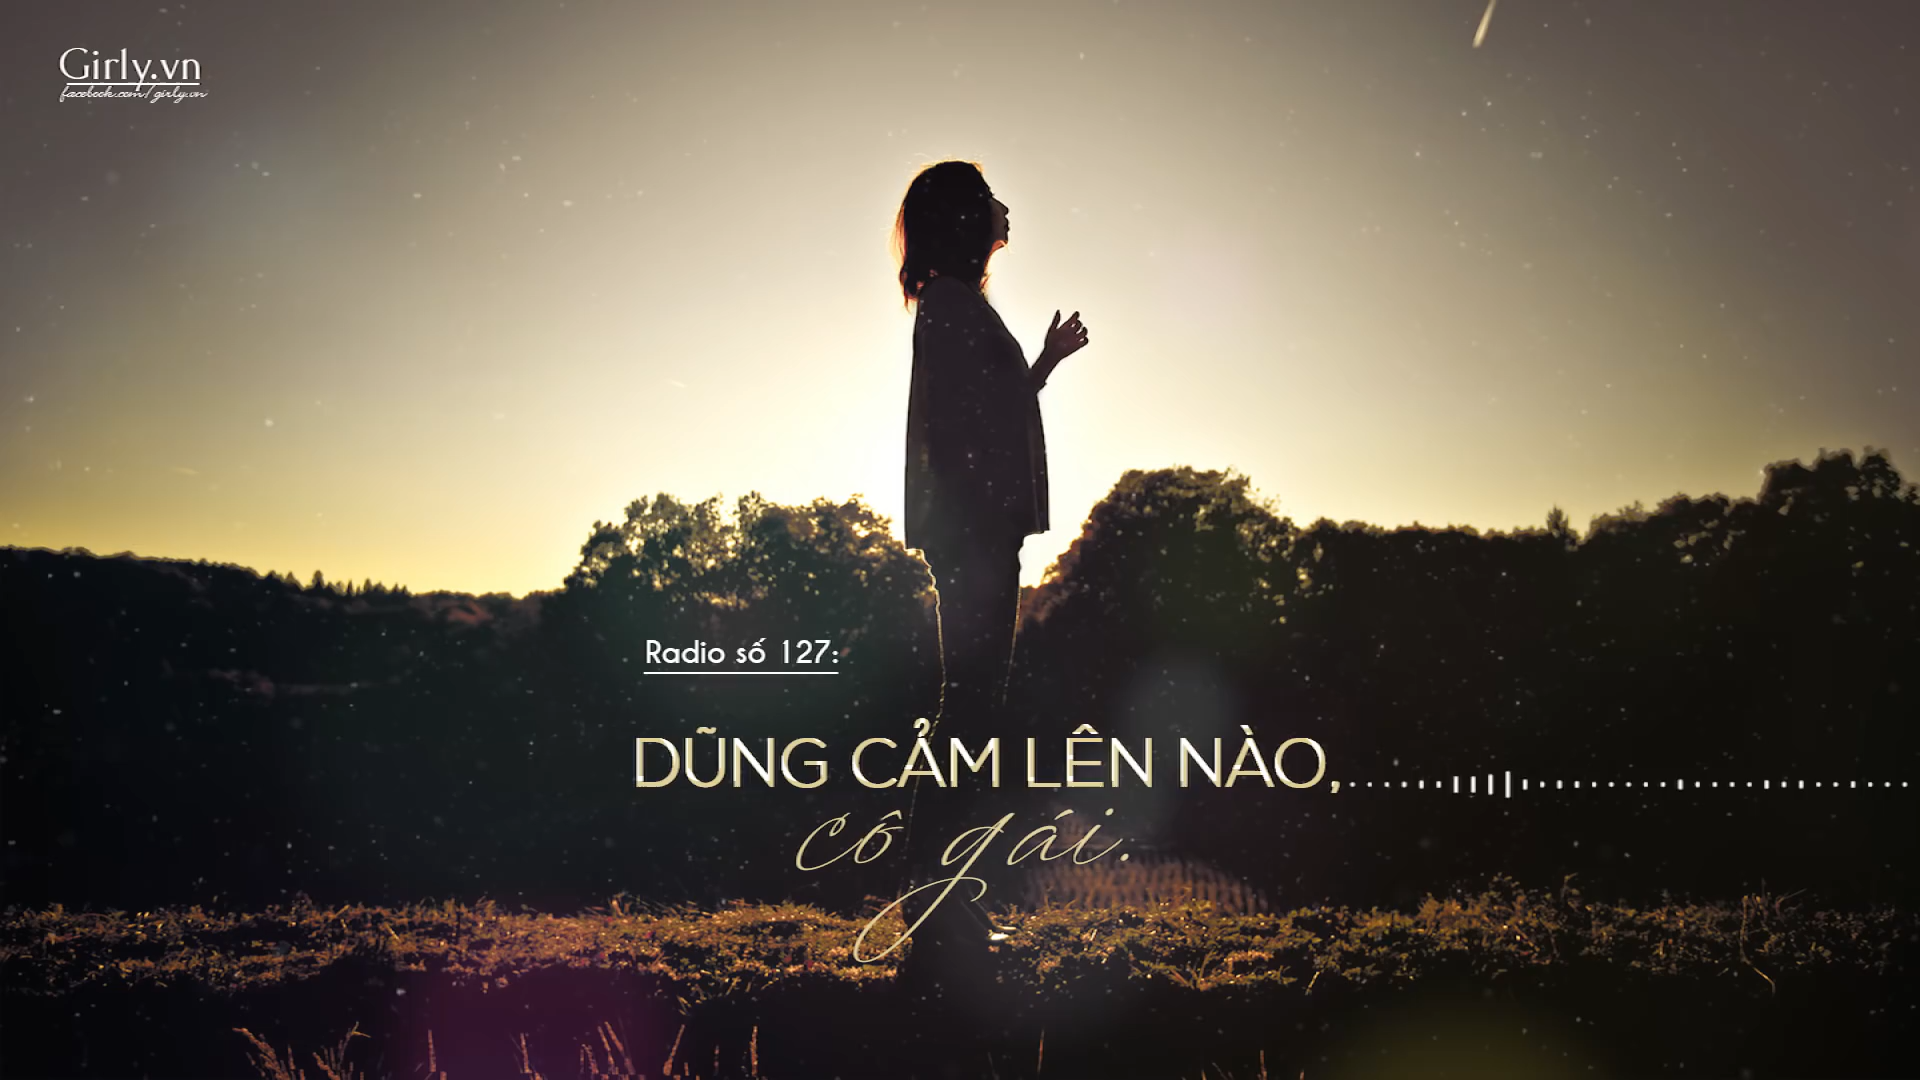 Girly.vn
facebook.com/girly.vn
Radio số 127:
DŨNG CẢM LÊN NÀO,
cô gái.